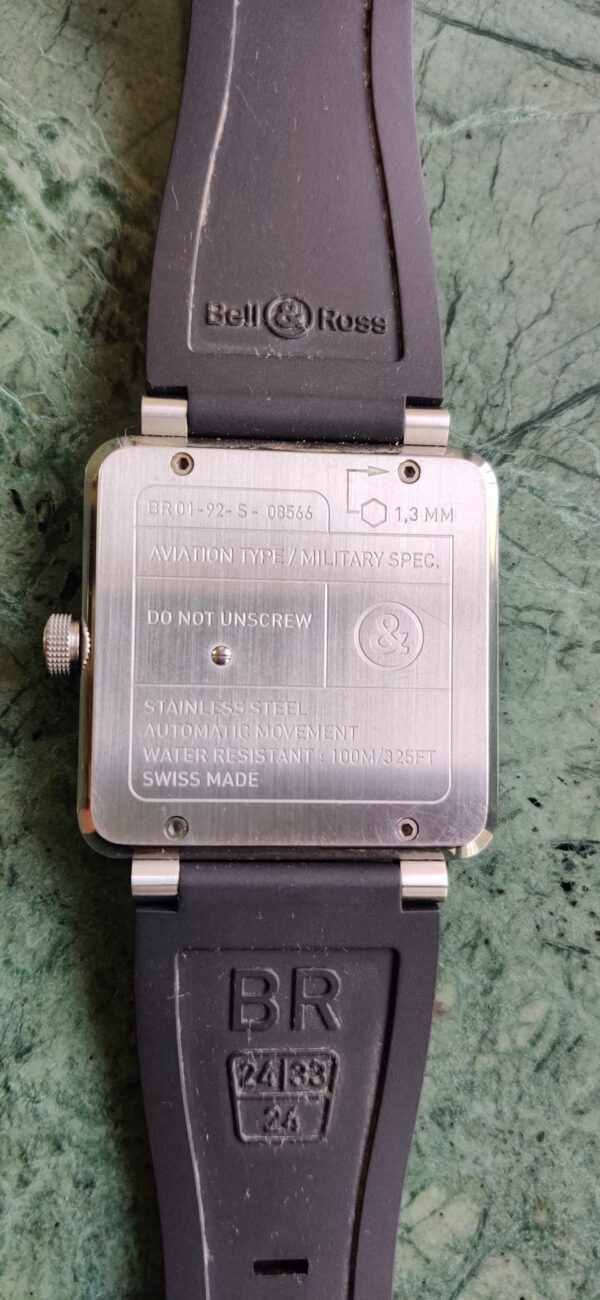 Bell & Ross
BR 01-92-S - 08566
1,3 MM
AVIATION TYPE / MILITARY SPEC.
DO NOT UNSCREW
&
STAINLESS STEEL
AUTOMATIC MOVEMENT
WATER RESISTANT : 100M/325FT
SWISS MADE
BR
24|33
24